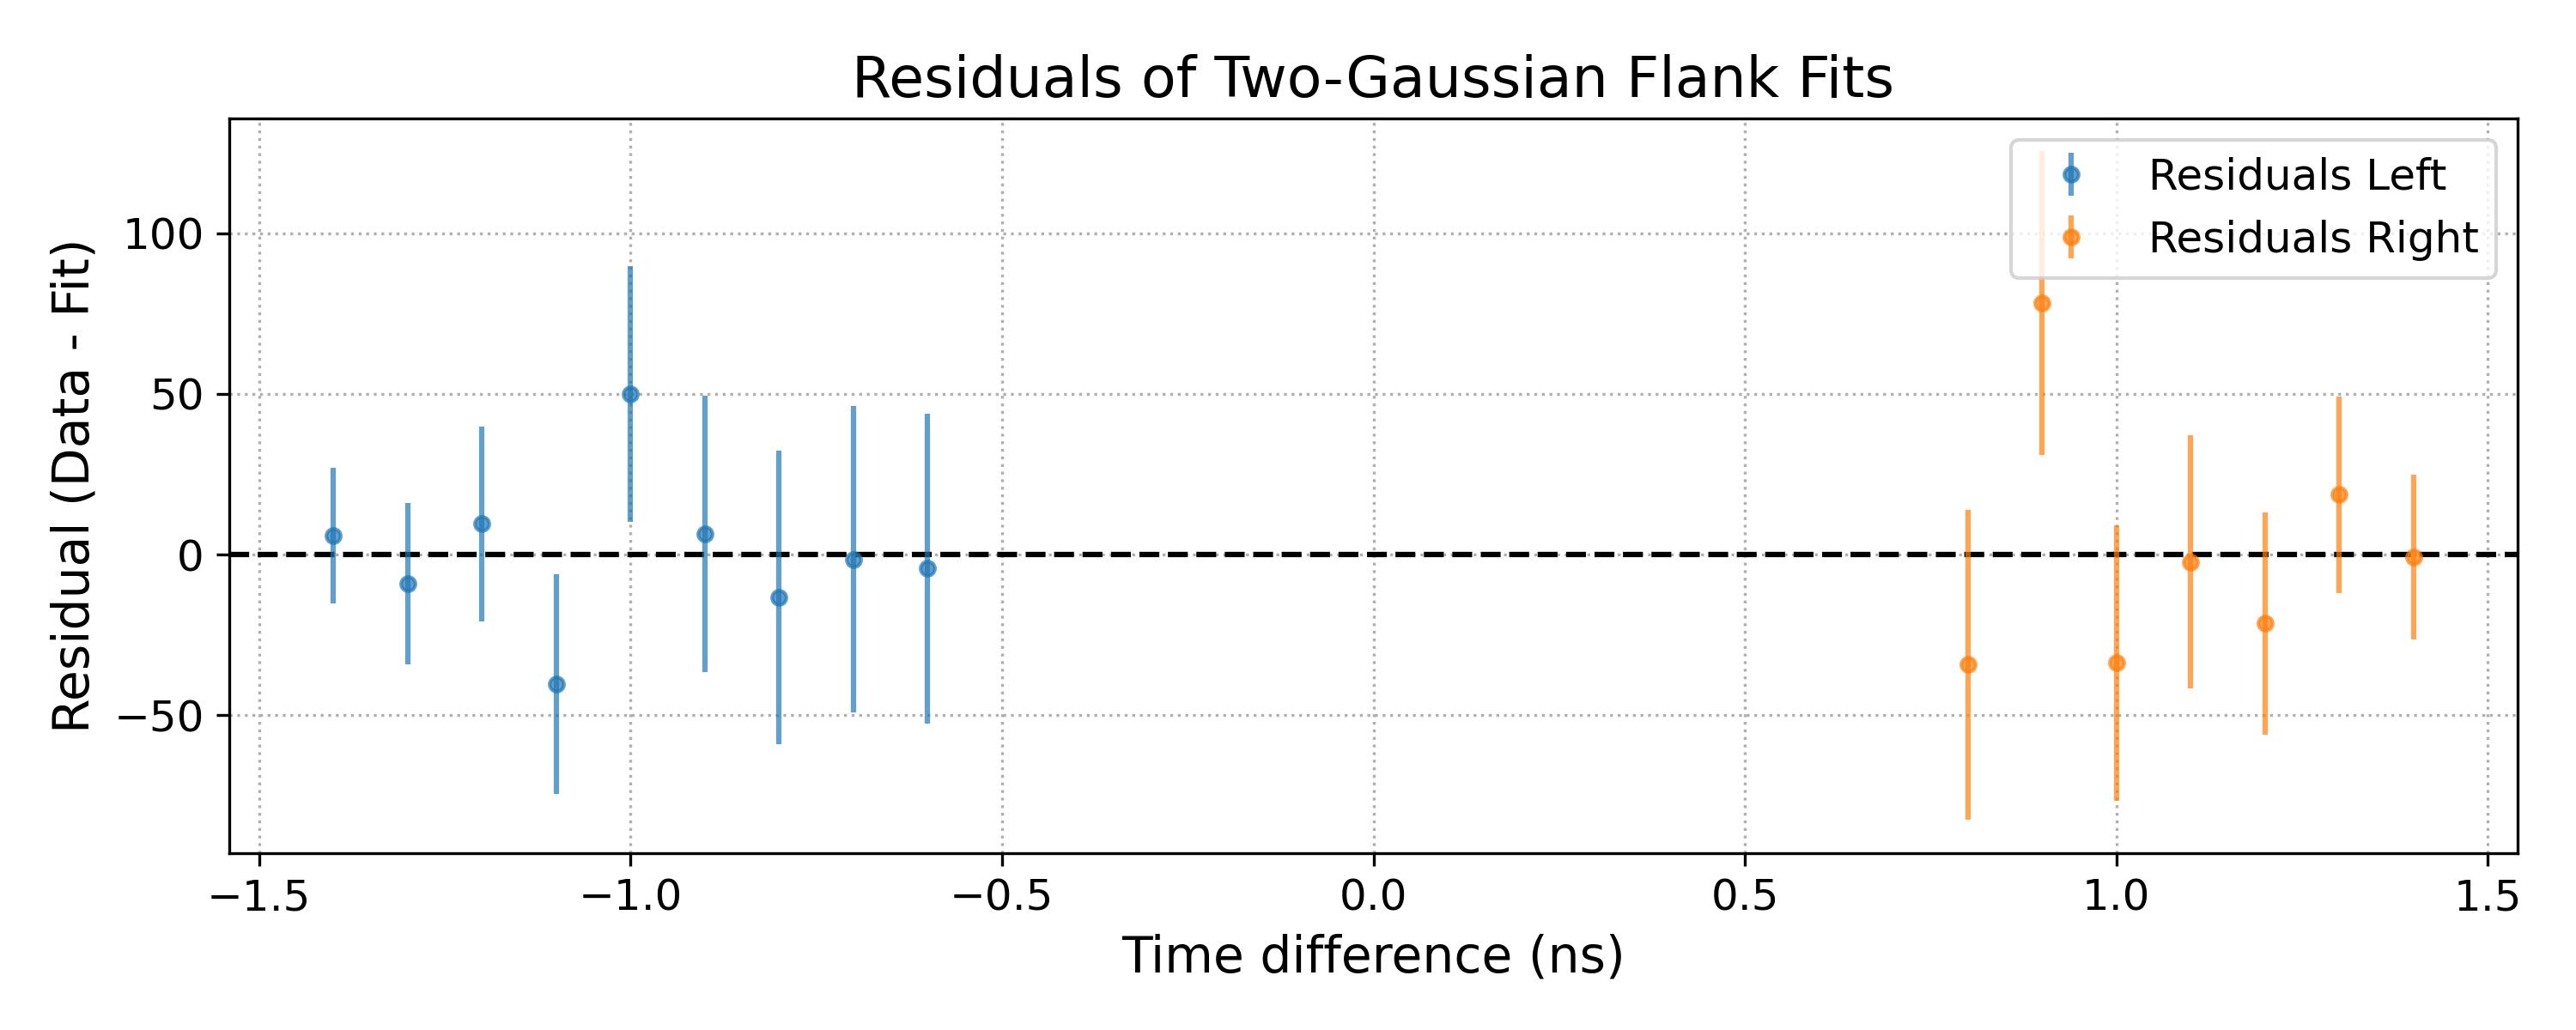 Residuals of Two-Gaussian Flank Fits
Residuals Left
Residuals Right
Residual (Data - Fit)
100
50
0
−50
−1.5
−1.0
−0.5
0.0
0.5
1.0
1.5
Time difference (ns)